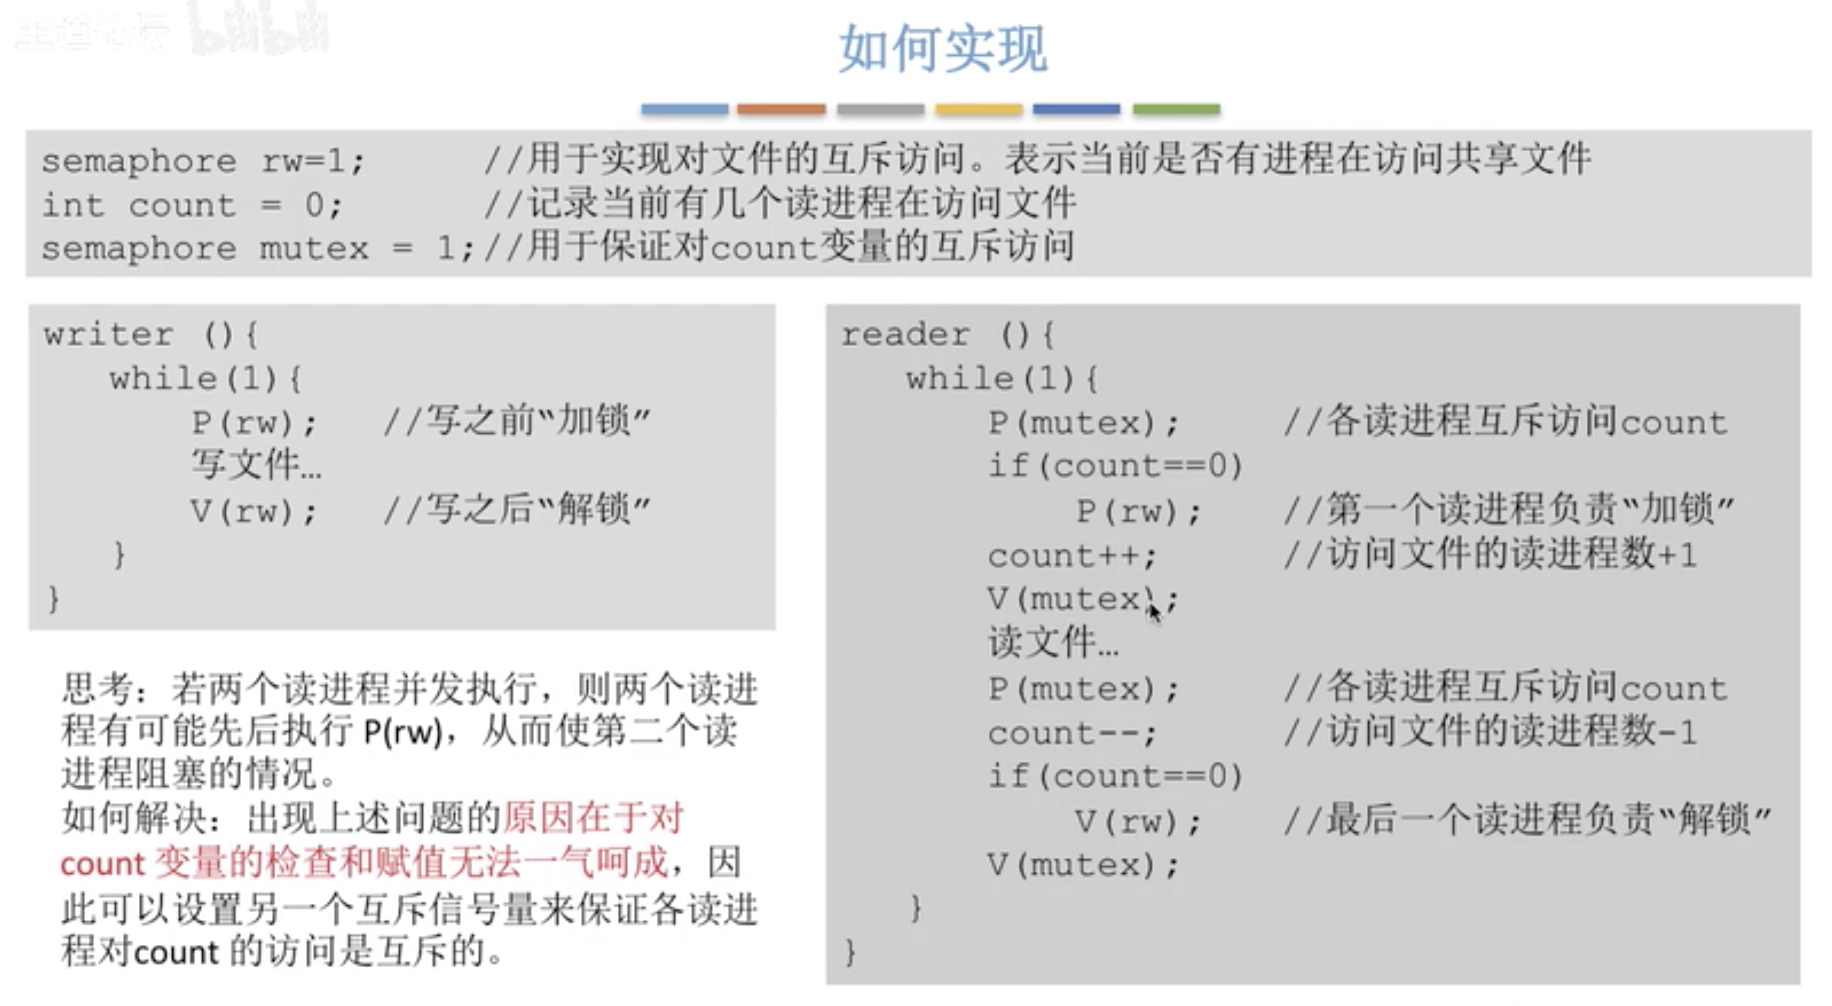 王道论坛 bilibili
如何实现
semaphore rw=1; //用于实现对文件的互斥访问。表示当前是否有进程在访问共享文件
int count = 0; //记录当前有几个读进程在访问文件
semaphore mutex = 1;//用于保证对count变量的互斥访问
writer (){
while(1){
P(rw); //写之前“加锁”
写文件…
V(rw); //写之后“解锁”
}
}
思考：若两个读进程并发执行，则两个读进
程有可能先后执行 P(rw)，从而使第二个读
进程阻塞的情况。
如何解决：出现上述问题的原因在于对
count 变量的检查和赋值无法一气呵成，因
此可以设置另一个互斥信号量来保证各读进
程对count 的访问是互斥的。
reader (){
while(1){
P(mutex); //各读进程互斥访问count
if(count==0)
P(rw); //第一个读进程负责“加锁”
count++; //访问文件的读进程数+1
V(mutex);
读文件…
P(mutex); //各读进程互斥访问count
count--; //访问文件的读进程数-1
if(count==0)
V(rw); //最后一个读进程负责“解锁”
V(mutex);
}
}